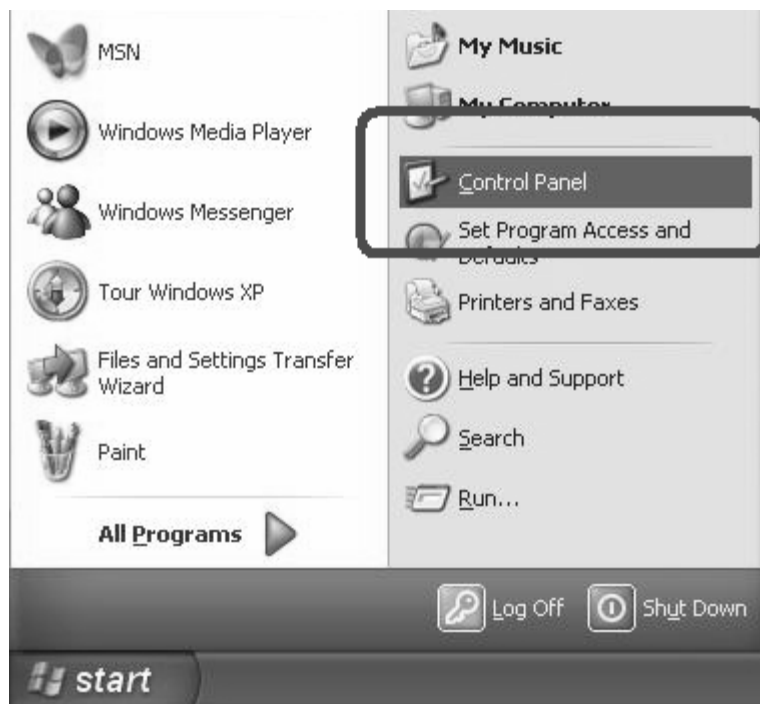 MSN
Windows Media Player
Windows Messenger
Tour Windows XP
Files and Settings Transfer
Wizard
Paint
All Programs
My Music
My Computer
Control Panel
Set Program Access and
Defaults
Printers and Faxes
Help and Support
Search
Run...
Log Off
Shut Down
start